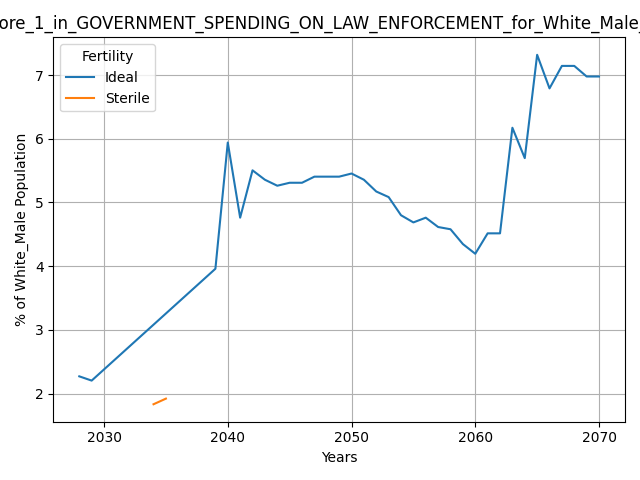 ore_1_in_GOVERNMENT_SPENDING_ON_LAW_ENFORCEMENT_for_White_Male_
Fertility
Ideal
Sterile
% of White_Male Population
7
6
5
4
3
2
2030 2040 2050 2060 2070
Years